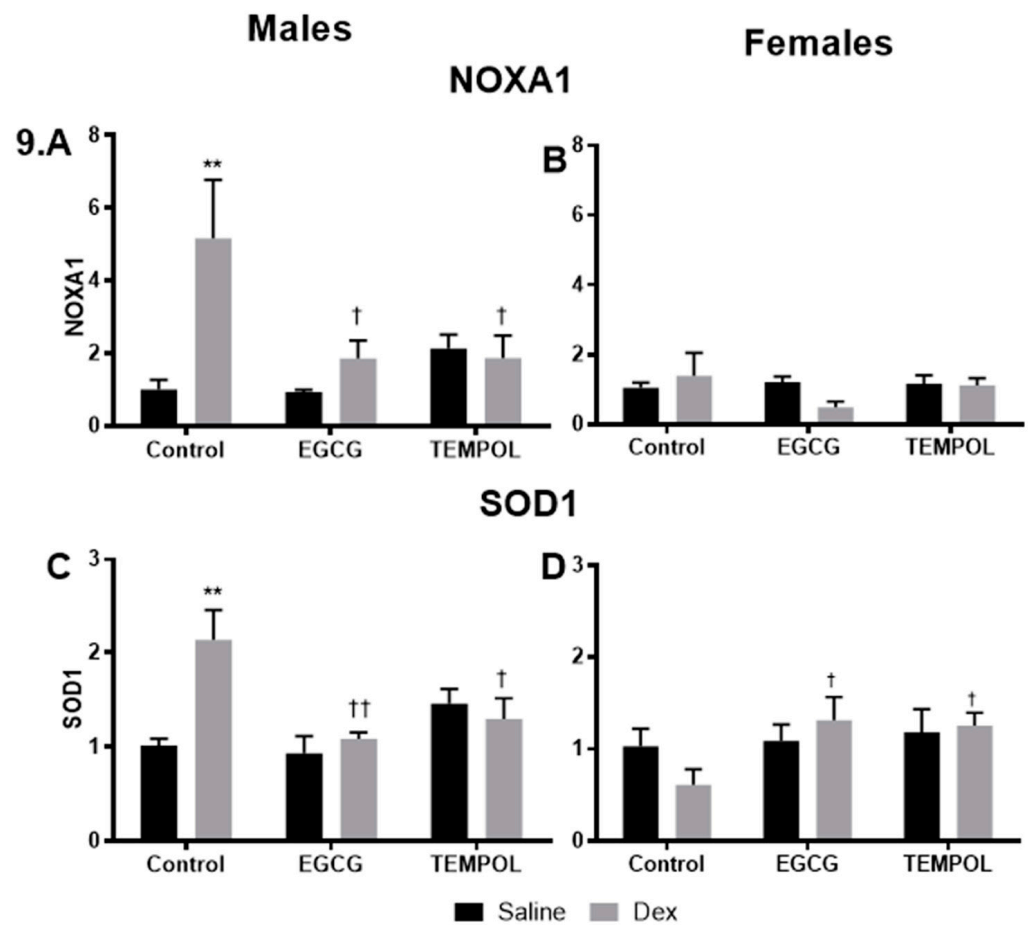 Males
Females
NOXA1
9.A
8
6
4
2
0
NOXA1
**
†
†
Control EGCG TEMPOL
B
8
6
4
2
0
Control EGCG TEMPOL
SOD1
C
3
2
1
0
SOD1
**
††
†
Control EGCG TEMPOL
D
3
2
1
0
†
†
Control EGCG TEMPOL
Saline Dex